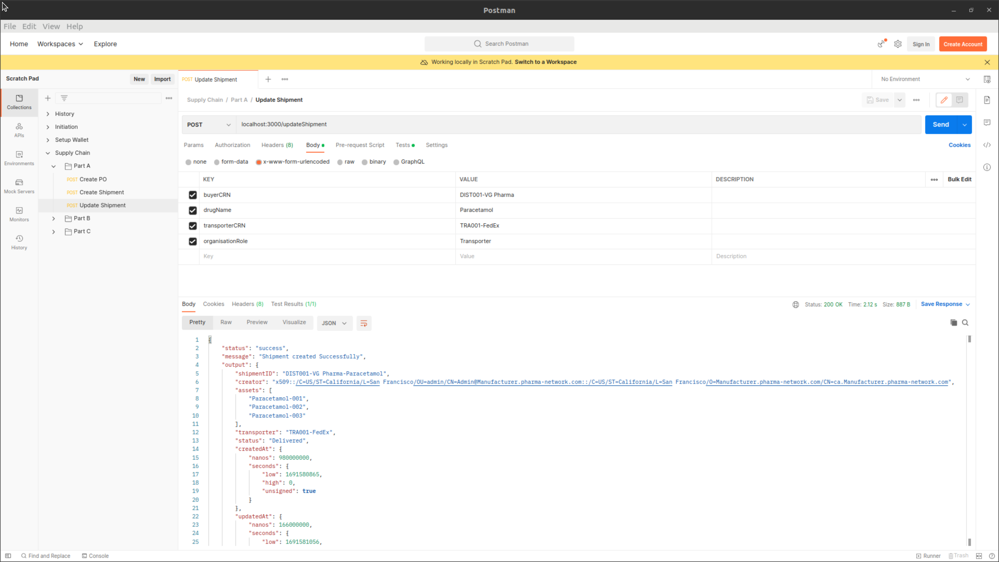 Postman
File Edit View Help
Home Workspaces Explore Search Postman Sign In Create Account
Working locally in Scratch Pad. Switch to a Workspace
Scratch Pad New Import POST Update Shipment No Environment
Collections
APIs
Environments
Mock Servers
Monitors
History
History
Initiation
Setup Wallet
Supply Chain
Part A
POST Create PO
POST Create Shipment
POST Update Shipment
Part B
Part C
Supply Chain / Part A / Update Shipment Save
POST localhost:3000/updateShipment Send
Params Authorization Headers (8) Body Pre-request Script Tests Settings Cookies
none form-data x-www-form-urlencoded raw binary GraphQL
KEY VALUE DESCRIPTION Bulk Edit
buyerCRN DIST001-VG Pharma
drugName Paracetamol
transporterCRN TRA001-FedEx
organisationRole Transporter
Key Value Description
Body Cookies Headers (8) Test Results (1/1) Status: 200 OK Time: 2.12 s Size: 887 B Save Response
Pretty Raw Preview Visualize JSON
1 {
2 "status": "success",
3 "message": "Shipment created Successfully",
4 "output": {
5 "shipmentID": "DIST001-VG Pharma-Paracetamol",
6 "creator": "x509::/C=US/ST=California/L=San Francisco/OU=admin/CN=Admin@Manufacturer.pharma-network.com::/C=US/ST=California/L=San Francisco/O=Manufacturer.pharma-network.com/CN=ca.Manufacturer.pharma-network.com",
7 "assets": [
8 "Paracetamol-001",
9 "Paracetamol-002",
10 "Paracetamol-003"
11 ],
12 "transporter": "TRA001-FedEx",
13 "status": "Delivered",
14 "createdAt": {
15 "nanos": 980000000,
16 "seconds": {
17 "low": 1691580865,
18 "high": 0,
19 "unsigned": true
20 }
21 },
22 "updatedAt": {
23 "nanos": 166000000,
24 "seconds": {
25 "low": 1691581056,
Find and Replace Console Runner Trash